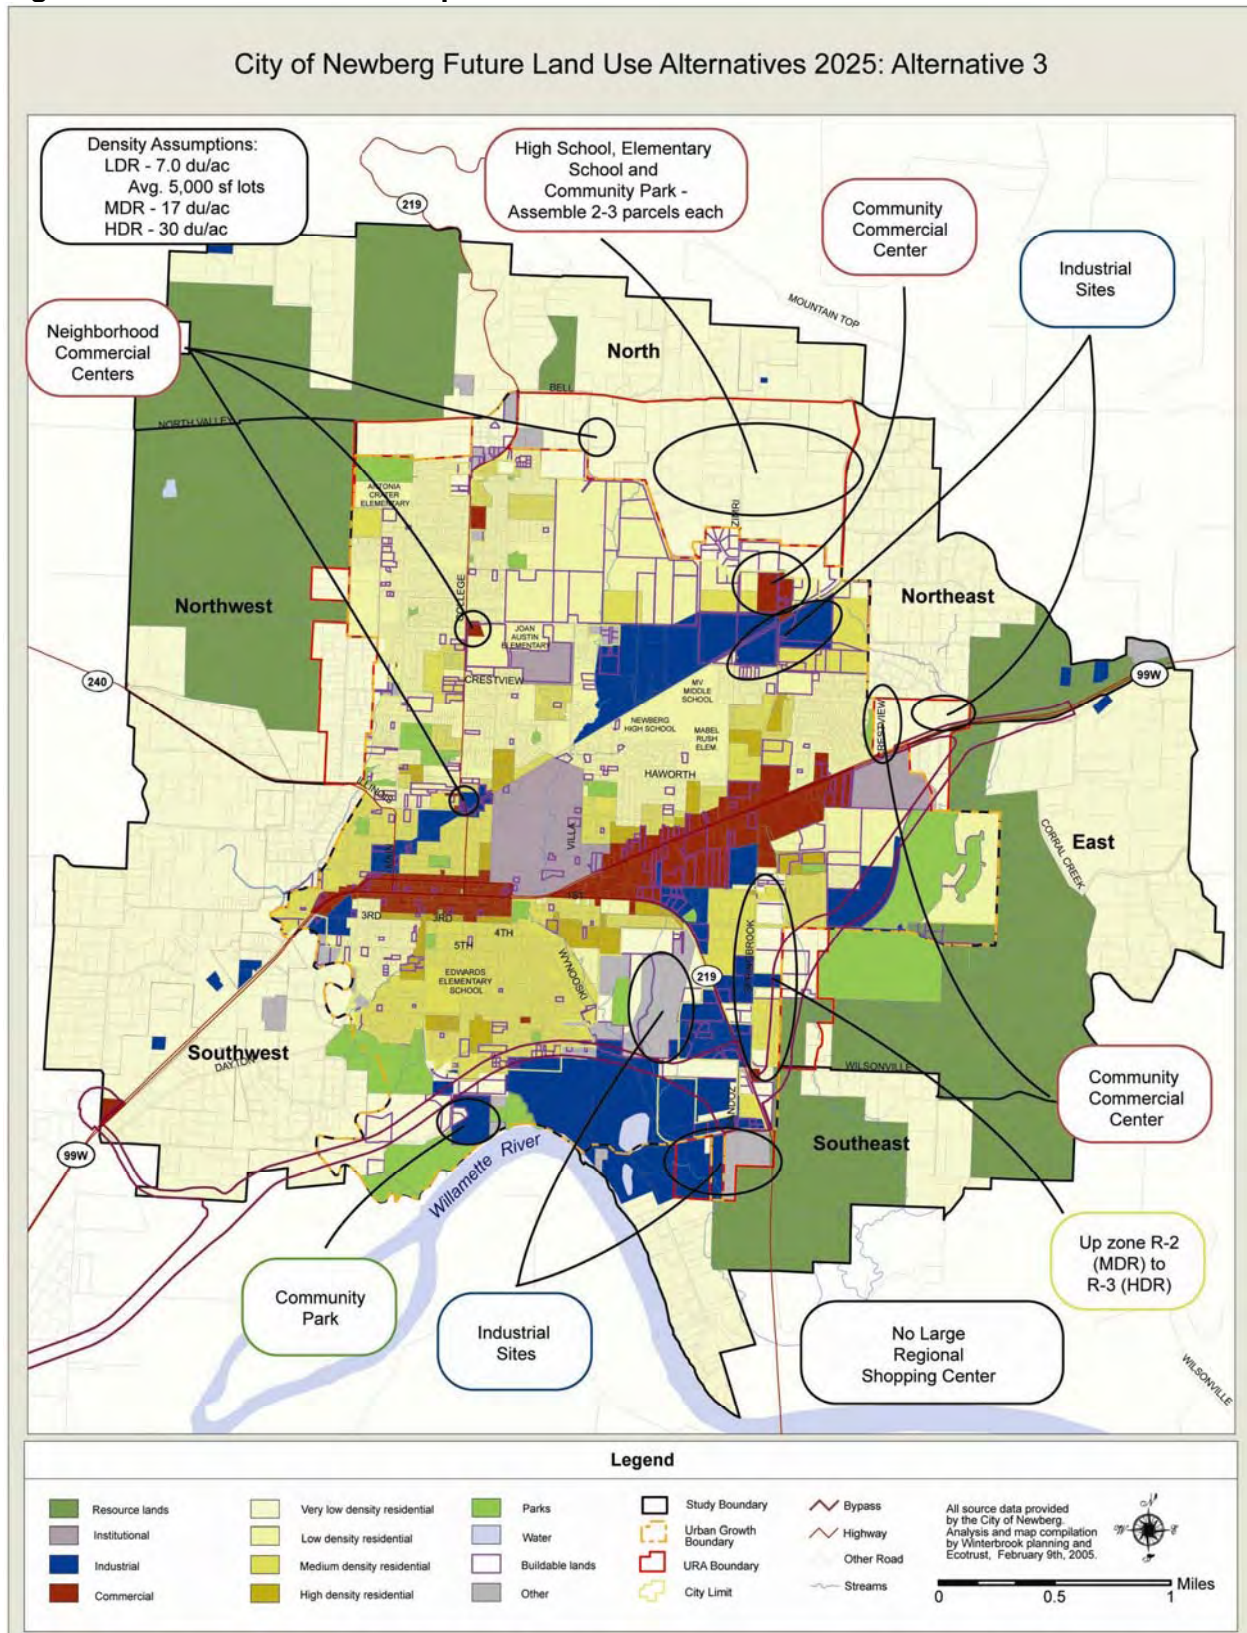 City of Newberg Future Land Use Alternatives 2025: Alternative 3
Density Assumptions:
LDR - 7.0 du/ac
Avg. 5,000 sf lots
MDR - 17 du/ac
HDR - 30 du/ac
High School, Elementary
School and
Community Park -
Assemble 2-3 parcels each
Community
Commercial
Center
Industrial
Sites
219
MOUNTAIN TOP
Neighborhood
Commercial
Centers
North
BELL
NORTH VALLEY
ANTONIA
CRATER
ELEMENTARY
ZIMRI
Northwest
COLLEGE
Northeast
JOAN
AUSTIN
ELEMENTARY
CRESTVIEW
240
99W
MV
MIDDLE
SCHOOL
NEWBERG
HIGH SCHOOL
MABEL
RUSH
ELEM.
CRESTVIEW
HAWORTH
ILLINOIS
VILLA
MAIN
CORRAL CREEK
East
1ST
3RD
3RD
4TH
5TH
EDWARDS
ELEMENTARY
SCHOOL
WYNOOSKI
219
SPRINGBROOK
Southwest
DAYTON
WILSONVILLE
Community
Commercial
Center
99W
Willamette River
Southeast
Up zone R-2
(MDR) to
R-3 (HDR)
Community
Park
Industrial
Sites
No Large
Regional
Shopping Center
WILSONVILLE
Legend
Resource lands
Institutional
Industrial
Commercial
Very low density residential
Low density residential
Medium density residential
High density residential
Parks
Water
Buildable lands
Other
Study Boundary
Urban Growth
Boundary
URA Boundary
City Limit
Bypass
Highway
Other Road
Streams
All source data provided
by the City of Newberg.
Analysis and map compilation
by Winterbrook planning and
Ecotrust, February 9th, 2005.
N
W
E
S
0 0.5 1 Miles